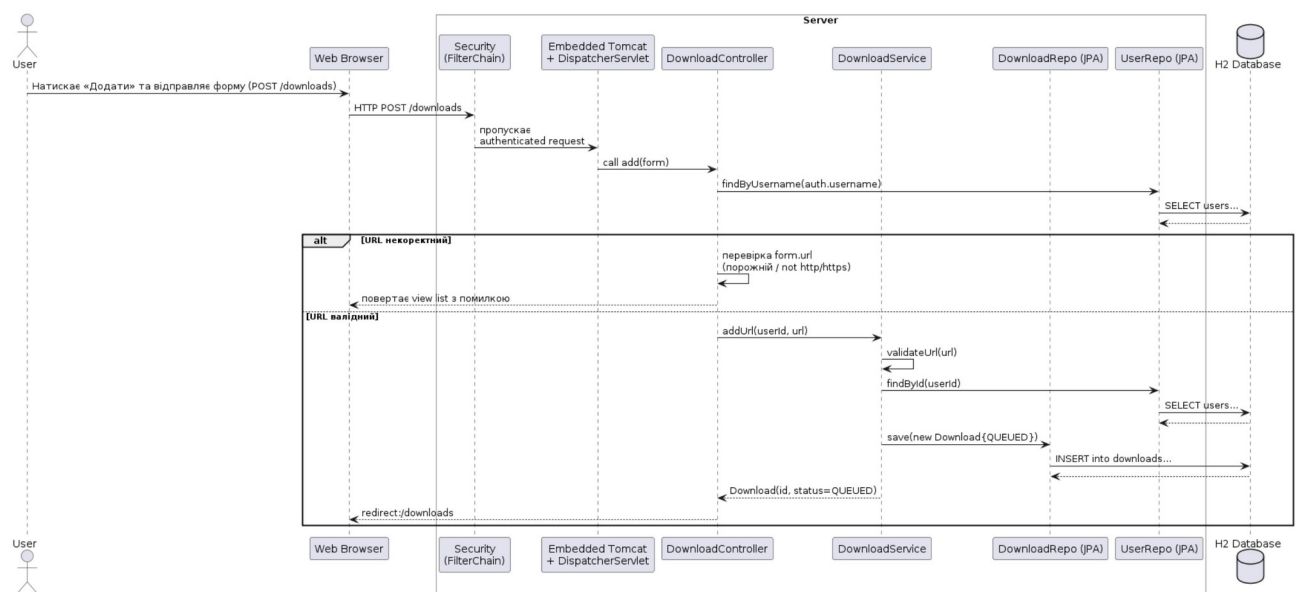 Server
User
Web Browser
Security
(FilterChain)
Embedded Tomcat
+ DispatcherServlet
DownloadController
DownloadService
DownloadRepo (JPA)
UserRepo (JPA)
H2 Database
Натискає «Додати» та відправляє форму (POST /downloads)
HTTP POST /downloads
пропускає
authenticated request
call add(form)
findByUsername(auth.username)
SELECT users...
alt
[URL некоректний]
перевірка form.url
(порожній / not http/https)
повертає view list з помилкою
[URL валідний]
addUrl(userId, url)
validateUrl(url)
findById(userId)
SELECT users...
save(new Download{QUEUED})
INSERT into downloads...
Download(id, status=QUEUED)
redirect:/downloads
User
Web Browser
Security
(FilterChain)
Embedded Tomcat
+ DispatcherServlet
DownloadController
DownloadService
DownloadRepo (JPA)
UserRepo (JPA)
H2 Database